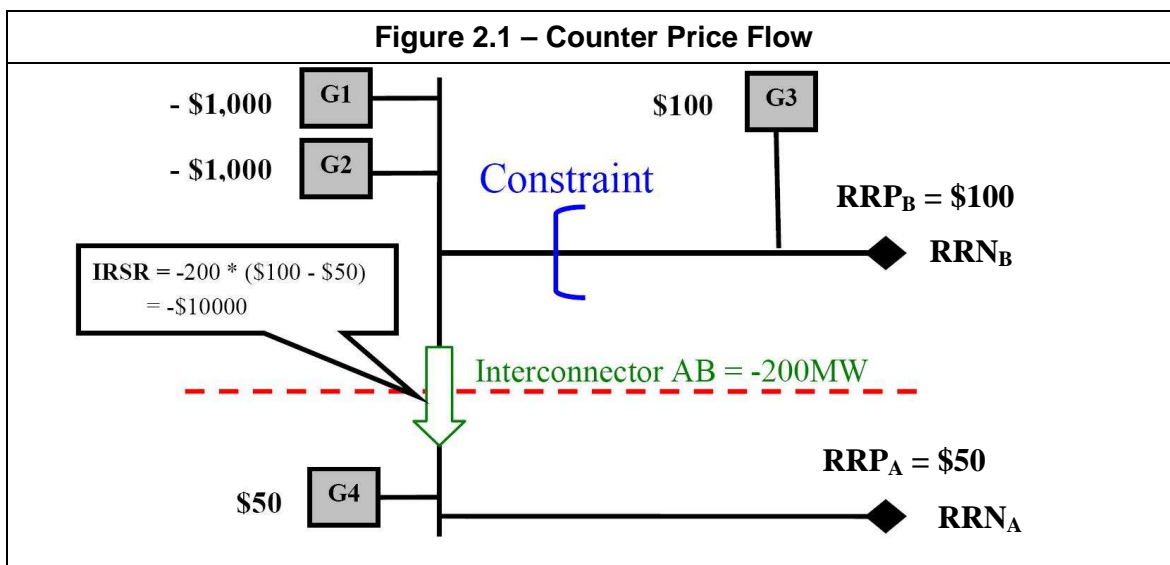 Figure 2.1 – Counter Price Flow
- $1,000
G1
$100
G3
- $1,000
G2
Constraint
RRPB = $100
RRNB
IRSR = -200 * ($100 - $50)
= -$10000
Interconnector AB = -200MW
RRPA = $50
$50
G4
RRNA